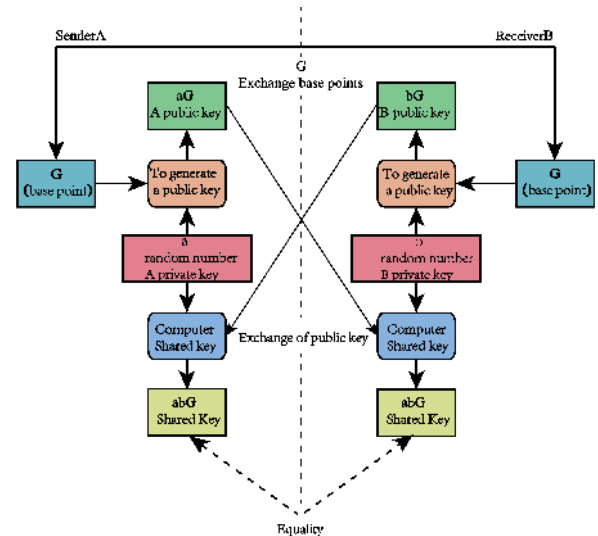 SenderA
ReceiverB
G
Exchange base points
aG
A public key
bG
B public key
G
(base point)
To generate
a public key
To generate
a public key
G
(base point)
a
random number
A private key
random number
B private key
Computer
Shared key
Exchange of public key
Computer
Shared key
abG
Shared Key
abG
Shared Key
Equality